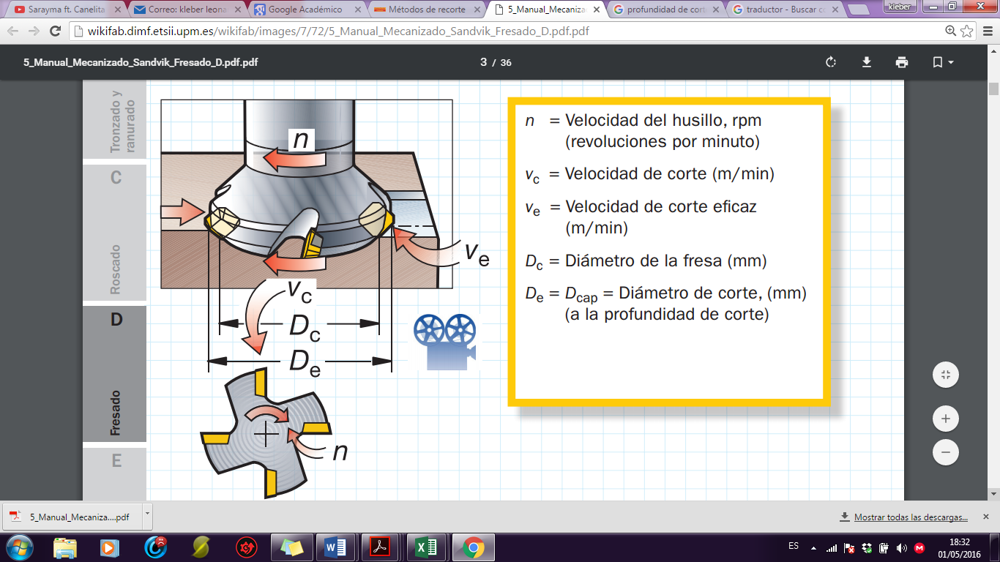 Sarayma ft. Canelita
Correo: kleber leona
Google Académico
Métodos de recorte
5_Manual_Mecaniza
profundidad de cort
traductor - Buscar co
kleber
wikifab.dimf.etsii.upm.es/wikifab/images/7/72/5_Manual_Mecanizado_Sandvik_Fresado_D.pdf.pdf
5_Manual_Mecanizado_Sandvik_Fresado_D.pdf.pdf
3 / 36
Tronzado y
ranurado
C
Roscado
D
Fresado
E
n
ve
vc
Dc
De
n
n = Velocidad del husillo, rpm
(revoluciones por minuto)
vc = Velocidad de corte (m/min)
ve = Velocidad de corte eficaz
(m/min)
Dc = Diámetro de la fresa (mm)
De = Dcap = Diámetro de corte, (mm)
(a la profundidad de corte)
5_Manual_Mecaniza....pdf
Mostrar todas las descargas...
ES
18:32
01/05/2016